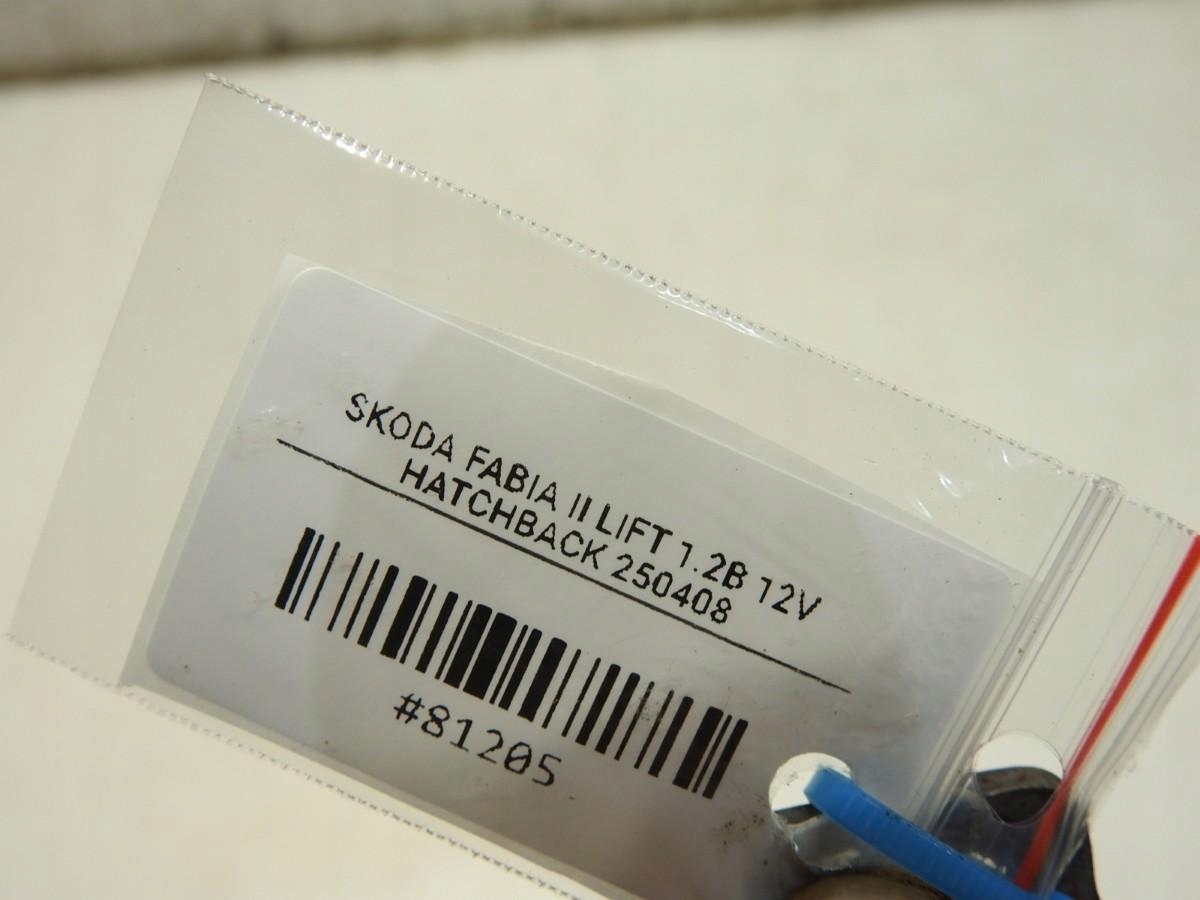 SKODA FABIA II LIFT 1.2B 12V
HATCHBACK 250408
#81205